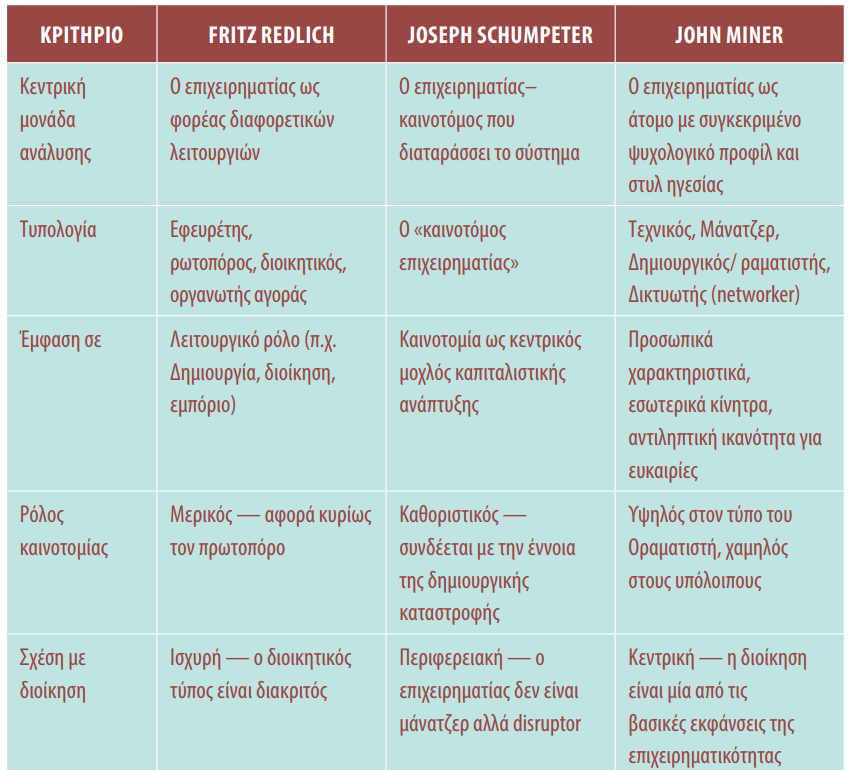 ΚΡΙΤΗΡΙΟ
FRITZ REDLICH
JOSEPH SCHUMPETER
JOHN MINER
Κεντρική
μονάδα
ανάλυσης
Ο επιχειρηματίας ως
φορέας διαφορετικών
λειτουργιών
Ο επιχειρηματίας–
καινοτόμος που
διαταράσσει το σύστημα
Ο επιχειρηματίας ως
άτομο με συγκεκριμένο
ψυχολογικό προφίλ και
στυλ ηγεσίας
Τυπολογία
Εφευρέτης,
ρωτοπόρος, διοικητικός,
οργανωτής αγοράς
Ο «καινοτόμος
επιχειρηματίας»
Τεχνικός, Μάνατζερ,
Δημιουργικός/ ραματιστής,
Δικτυωτής (networker)
Έμφαση σε
Λειτουργικό ρόλο (π.χ.
Δημιουργία, διοίκηση,
εμπόριο)
Καινοτομία ως κεντρικός
μοχλός καπιταλιστικής
ανάπτυξης
Προσωπικά
χαρακτηριστικά,
εσωτερικά κίνητρα,
αντιληπτική ικανότητα για
ευκαιρίες
Ρόλος
καινοτομίας
Μερικός — αφορά κυρίως
τον πρωτοπόρο
Καθοριστικός —
συνδέεται με την έννοια
της δημιουργικής
καταστροφής
Υψηλός στον τύπο του
Οραματιστή, χαμηλός
στους υπόλοιπους
Σχέση με
διοίκηση
Ισχυρή — ο διοικητικός
τύπος είναι διακριτός
Περιφερειακή — ο
επιχειρηματίας δεν είναι
μάνατζερ αλλά disruptor
Κεντρική — η διοίκηση
είναι μία από τις
βασικές εκφάνσεις της
επιχειρηματικότητας